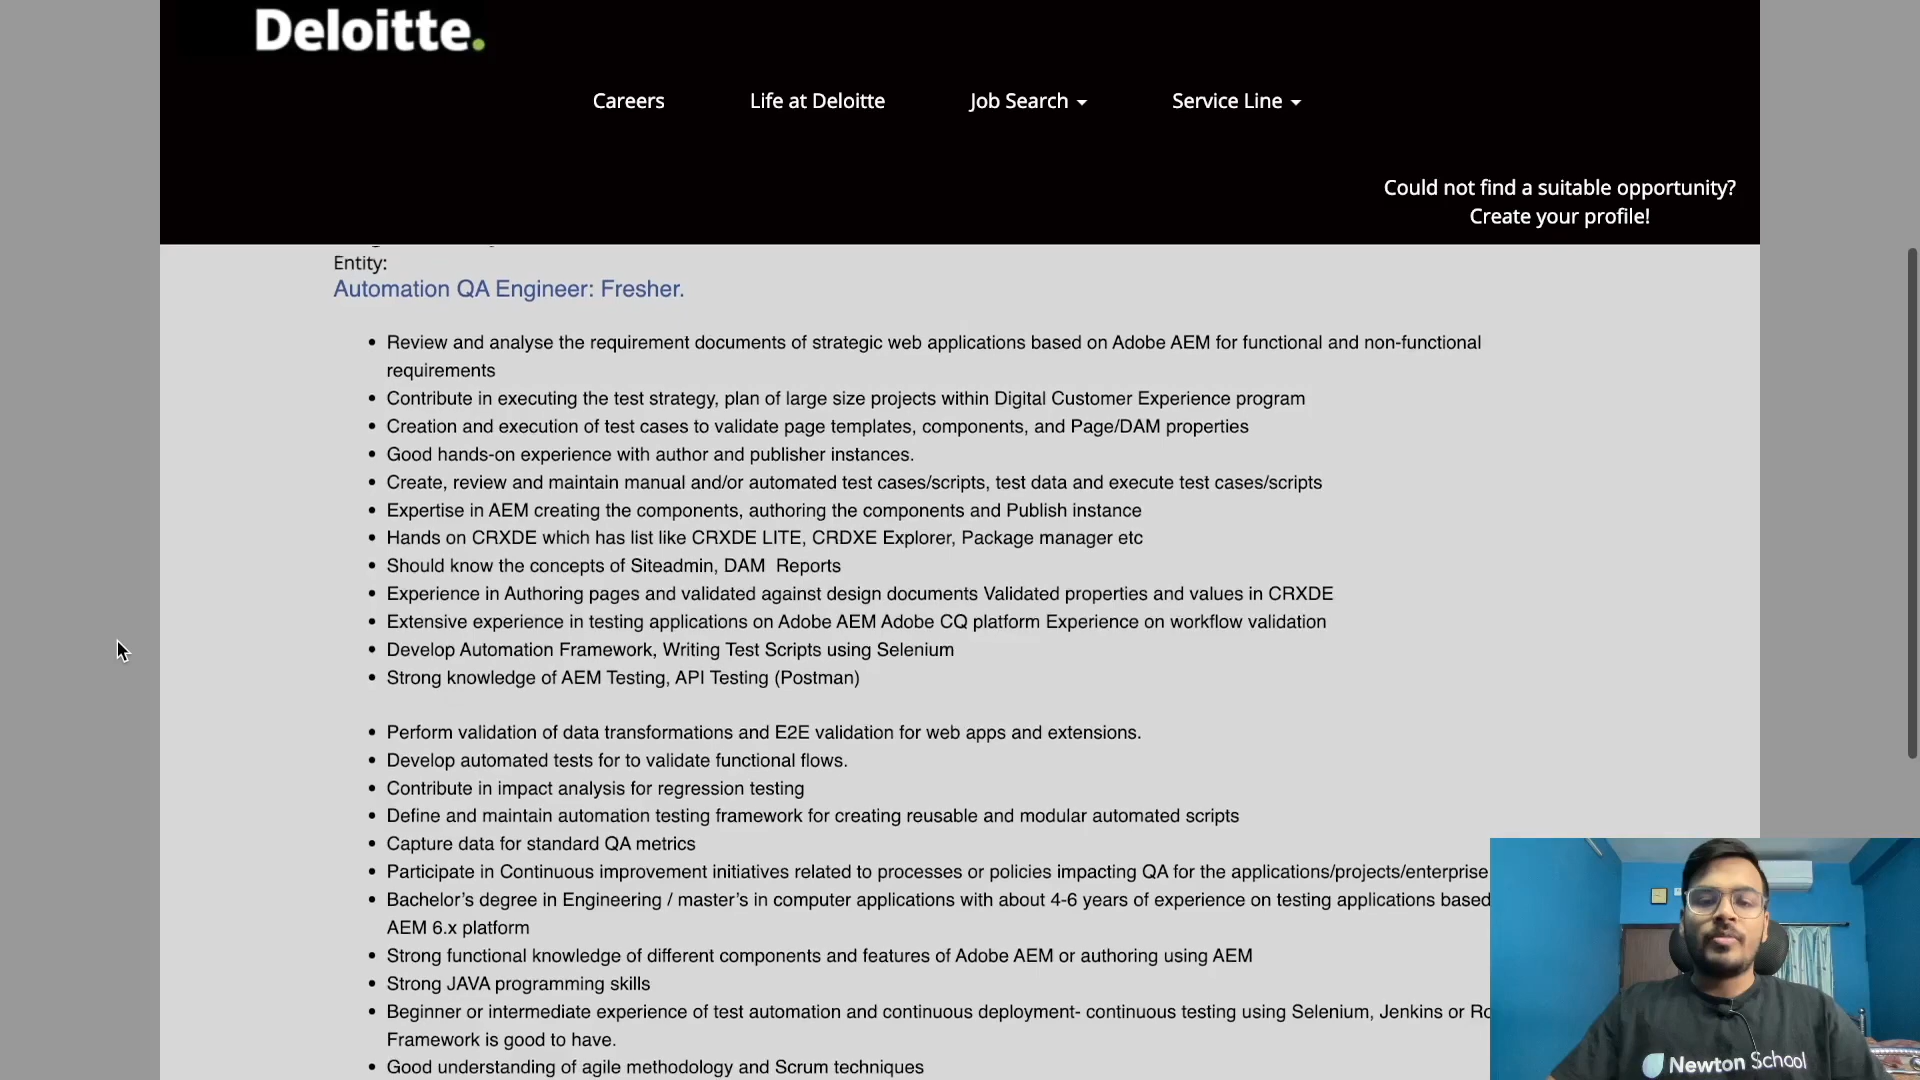 Deloitte.
Careers
Life at Deloitte
Job Search
Service Line
Could not find a suitable opportunity?
Create your profile!
Entity:
Automation QA Engineer: Fresher.
Review and analyse the requirement documents of strategic web applications based on Adobe AEM for functional and non-functional
requirements
Contribute in executing the test strategy, plan of large size projects within Digital Customer Experience program
Creation and execution of test cases to validate page templates, components, and Page/DAM properties
Good hands-on experience with author and publisher instances.
Create, review and maintain manual and/or automated test cases/scripts, test data and execute test cases/scripts
Expertise in AEM creating the components, authoring the components and Publish instance
Hands on CRXDE which has list like CRXDE LITE, CRDXE Explorer, Package manager etc
Should know the concepts of Siteadmin, DAM  Reports
Experience in Authoring pages and validated against design documents Validated properties and values in CRXDE
Extensive experience in testing applications on Adobe AEM Adobe CQ platform Experience on workflow validation
Develop Automation Framework, Writing Test Scripts using Selenium
Strong knowledge of AEM Testing, API Testing (Postman)
Perform validation of data transformations and E2E validation for web apps and extensions.
Develop automated tests for to validate functional flows.
Contribute in impact analysis for regression testing
Define and maintain automation testing framework for creating reusable and modular automated scripts
Capture data for standard QA metrics
Participate in Continuous improvement initiatives related to processes or policies impacting QA for the applications/projects/enterprise
Bachelor's degree in Engineering / master's in computer applications with about 4-6 years of experience on testing applications based
AEM 6.x platform
Strong functional knowledge of different components and features of Adobe AEM or authoring using AEM
Strong JAVA programming skills
Beginner or intermediate experience of test automation and continuous deployment- continuous testing using Selenium, Jenkins or
Framework is good to have.
Good understanding of agile methodology and Scrum techniques
Newton School